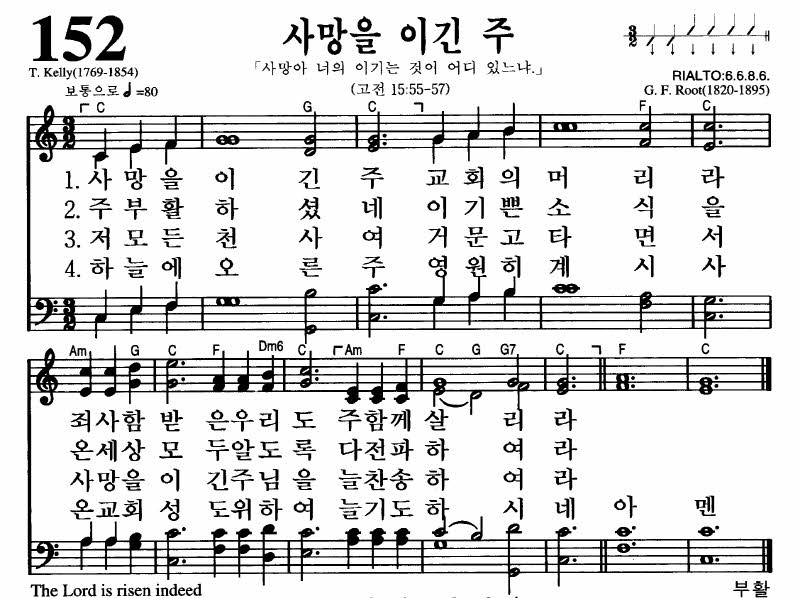 152
사망을 이긴 주
「사망아 너의 이기는 것이 어디 있느냐.」
T. Kelly(1769-1854)
(고전 15:55-57)
RIALTO:6.6.8.6.
보통으로 =80
G. F. Root(1820-1895)
C G C G F C
1. 사 망 을 이 긴 주 교 회 의 머 리 라
2. 주 부 활 하 셨 네 이 기 쁜 소 식 을
3. 저 모 든 천 사 여 거 문 고 타 면 서
4. 하 늘 에 오 른 주 영 원 히 계 시 사
Am G C F Dm6 C Am F C G G7 C F C
죄사함 받 은우리 도 주함께 살 리 라
온세상 모 두알도 록 다전파 하 여 라
사망을 이 긴주님 을 늘찬송 하 여 라
온교회 성 도위하 여 늘기도 하 시 네 아 멘
The Lord is risen indeed
부활